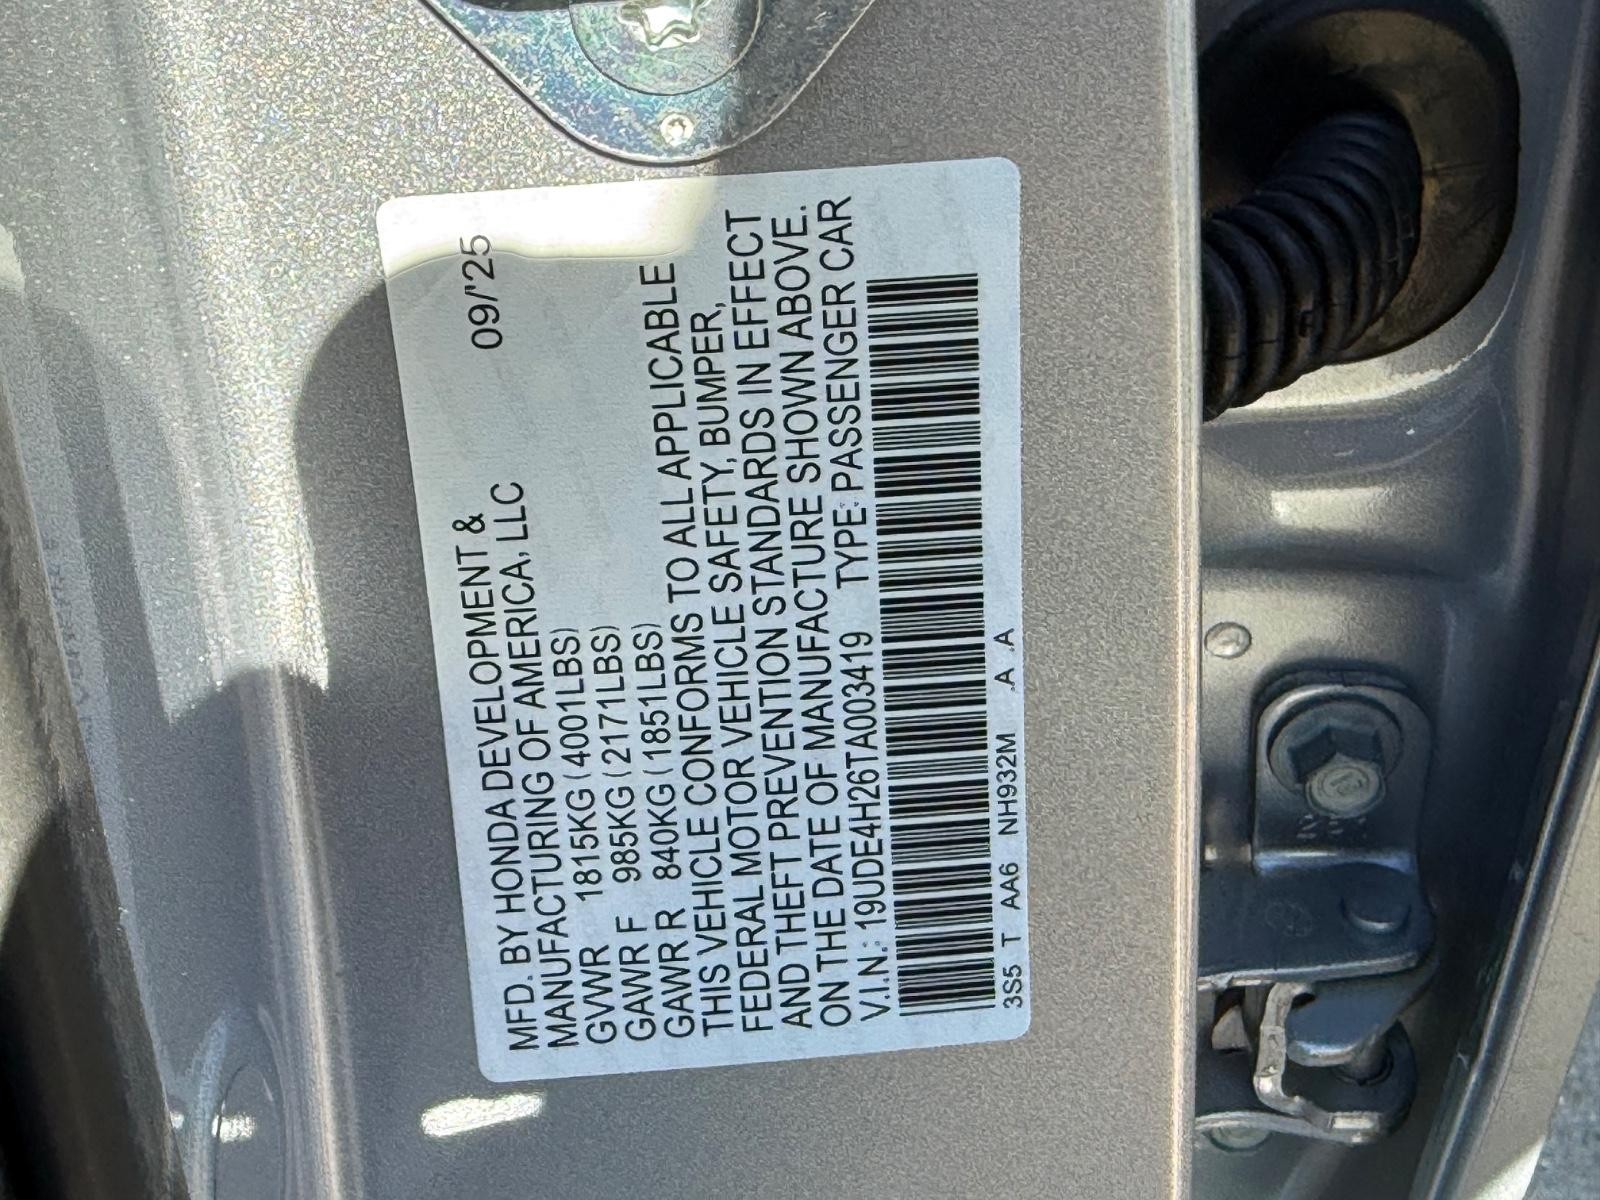 MFD. BY HONDA DEVELOPMENT & 09/'25
MANUFACTURING OF AMERICA, LLC
GVWR 1815KG (4001LBS)
GAWR F 985KG (2171LBS)
GAWR R 840KG (1851LBS)
THIS VEHICLE CONFORMS TO ALL APPLICABLE
FEDERAL MOTOR VEHICLE SAFETY, BUMPER,
AND THEFT PREVENTION STANDARDS IN EFFECT
ON THE DATE OF MANUFACTURE SHOWN ABOVE.
V.I.N.: 19UDE4H26TA003419 TYPE: PASSENGER CAR
3S5 T AA6 NH932M .A .A